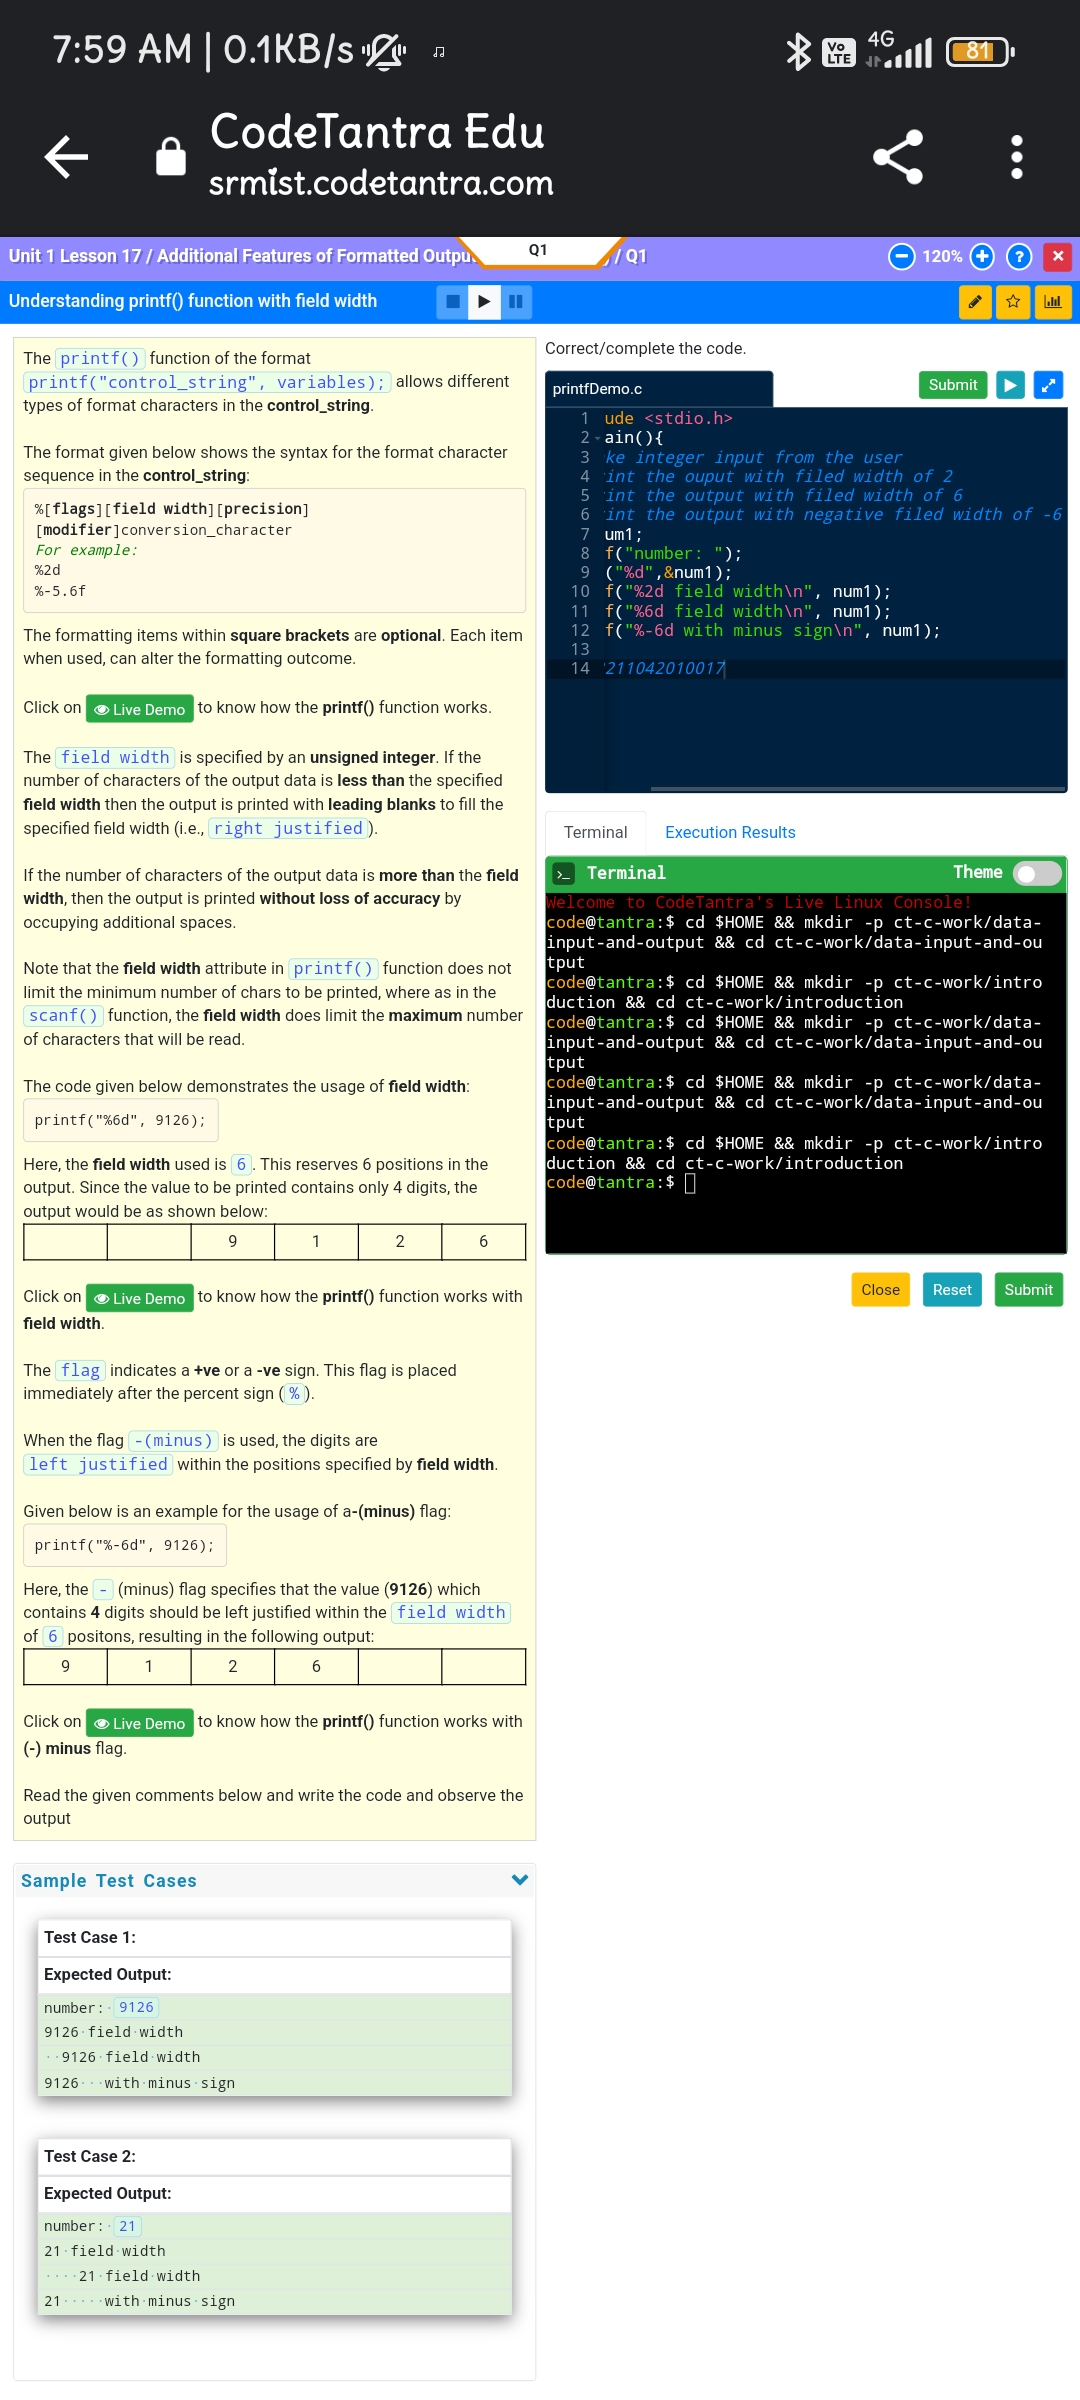 7:59 AM | 0.1KB/s
Vo LTE 4G 81
CodeTantra Edu
srmist.codetantra.com
Unit 1 Lesson 17 / Additional Features of Formatted Outpu
Q1
/ Q1
120%
?
Understanding printf() function with field width
The printf() function of the format
printf("control_string", variables); allows different
types of format characters in the control_string.
The format given below shows the syntax for the format character
sequence in the control_string:
%[flags][field width][precision]
[modifier]conversion_character
For example:
%2d
%-5.6f
The formatting items within square brackets are optional. Each item
when used, can alter the formatting outcome.
Click on Live Demo to know how the printf() function works.
The field width is specified by an unsigned integer. If the
number of characters of the output data is less than the specified
field width then the output is printed with leading blanks to fill the
specified field width (i.e., right justified).
If the number of characters of the output data is more than the field
width, then the output is printed without loss of accuracy by
occupying additional spaces.
Note that the field width attribute in printf() function does not
limit the minimum number of chars to be printed, where as in the
scanf() function, the field width does limit the maximum number
of characters that will be read.
The code given below demonstrates the usage of field width:
printf("%6d", 9126);
Here, the field width used is 6. This reserves 6 positions in the
output. Since the value to be printed contains only 4 digits, the
output would be as shown below:
9 1 2 6
Click on Live Demo to know how the printf() function works with
field width.
The flag indicates a +ve or a -ve sign. This flag is placed
immediately after the percent sign (%).
When the flag -(minus) is used, the digits are
left justified within the positions specified by field width.
Given below is an example for the usage of a-(minus) flag:
printf("%-6d", 9126);
Here, the - (minus) flag specifies that the value (9126) which
contains 4 digits should be left justified within the field width
of 6 positons, resulting in the following output:
9 1 2 6
Click on Live Demo to know how the printf() function works with
(-) minus flag.
Read the given comments below and write the code and observe the
output
Sample Test Cases
Test Case 1:
Expected Output:
number:·9126
9126·field·width
··9126·field·width
9126···with·minus·sign
Test Case 2:
Expected Output:
number:·21
21·field·width
····21·field·width
21·····with·minus·sign
Correct/complete the code.
printfDemo.c
Submit
1 ude <stdio.h>
2 ain(){
3 ke integer input from the user
4 int the ouput with filed width of 2
5 int the output with filed width of 6
6 int the output with negative filed width of -6
7 um1;
8 f("number: ");
9 ("%d",&num1);
10 f("%2d field width\n", num1);
11 f("%6d field width\n", num1);
12 f("%-6d with minus sign\n", num1);
13
14 211042010017
Terminal
Execution Results
>_ Terminal
Theme
Welcome to CodeTantra's Live Linux Console!
code@tantra:$ cd $HOME && mkdir -p ct-c-work/data-
input-and-output && cd ct-c-work/data-input-and-ou
tput
code@tantra:$ cd $HOME && mkdir -p ct-c-work/intro
duction && cd ct-c-work/introduction
code@tantra:$ cd $HOME && mkdir -p ct-c-work/data-
input-and-output && cd ct-c-work/data-input-and-ou
tput
code@tantra:$ cd $HOME && mkdir -p ct-c-work/data-
input-and-output && cd ct-c-work/data-input-and-ou
tput
code@tantra:$ cd $HOME && mkdir -p ct-c-work/intro
duction && cd ct-c-work/introduction
code@tantra:$
Close
Reset
Submit